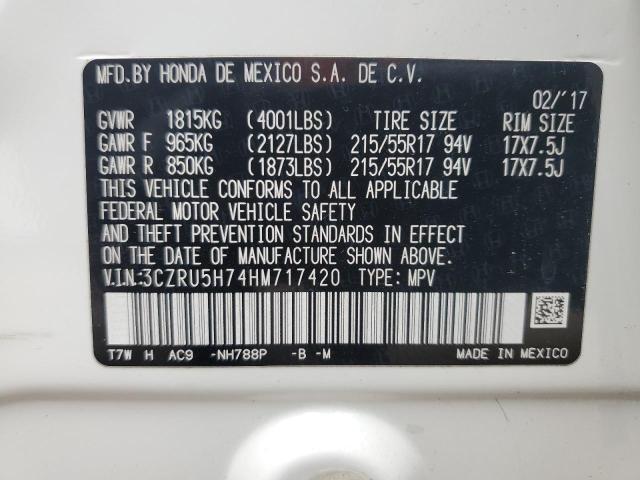 MFD.BY HONDA DE MEXICO S.A. DE C.V.
02/'17
GVWR 1815KG (4001LBS) TIRE SIZE RIM SIZE
GAWR F 965KG (2127LBS) 215/55R17 94V 17X7.5J
GAWR R 850KG (1873LBS) 215/55R17 94V 17X7.5J
THIS VEHICLE CONFORMS TO ALL APPLICABLE
FEDERAL MOTOR VEHICLE SAFETY
AND THEFT PREVENTION STANDARDS IN EFFECT
ON THE DATE OF MANUFACTURE SHOWN ABOVE.
V.I.N.:3CZRU5H74HM717420 TYPE: MPV
T7W H AC9 -NH788P -B -M MADE IN MEXICO